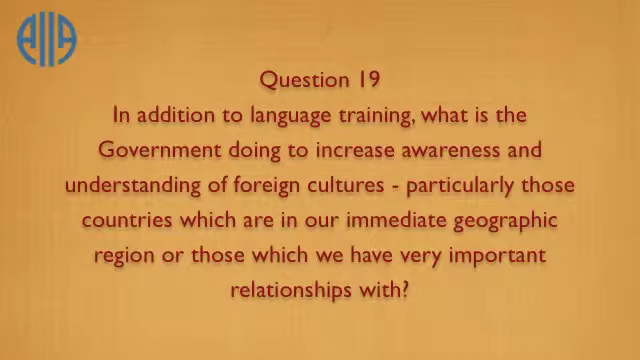 AIIA
Question 19
In addition to language training, what is the
Government doing to increase awareness and
understanding of foreign cultures - particularly those
countries which are in our immediate geographic
region or those which we have very important
relationships with?